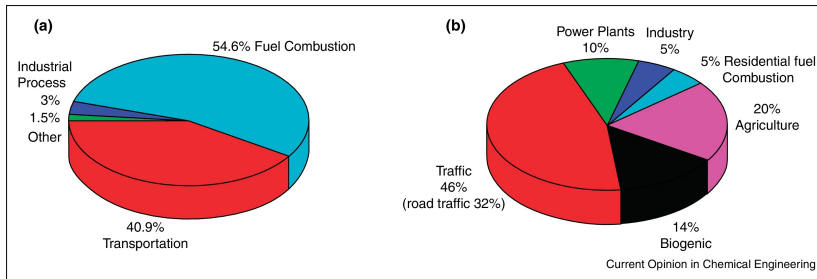 (a)
54.6% Fuel Combustion
Industrial
Process
3%
1.5%
Other
40.9%
Transportation
(b)
Power Plants
10%
Industry
5%
5% Residential fuel
Combustion
20%
Agriculture
Traffic
46%
(road traffic 32%)
14%
Biogenic
Current Opinion in Chemical Engineering